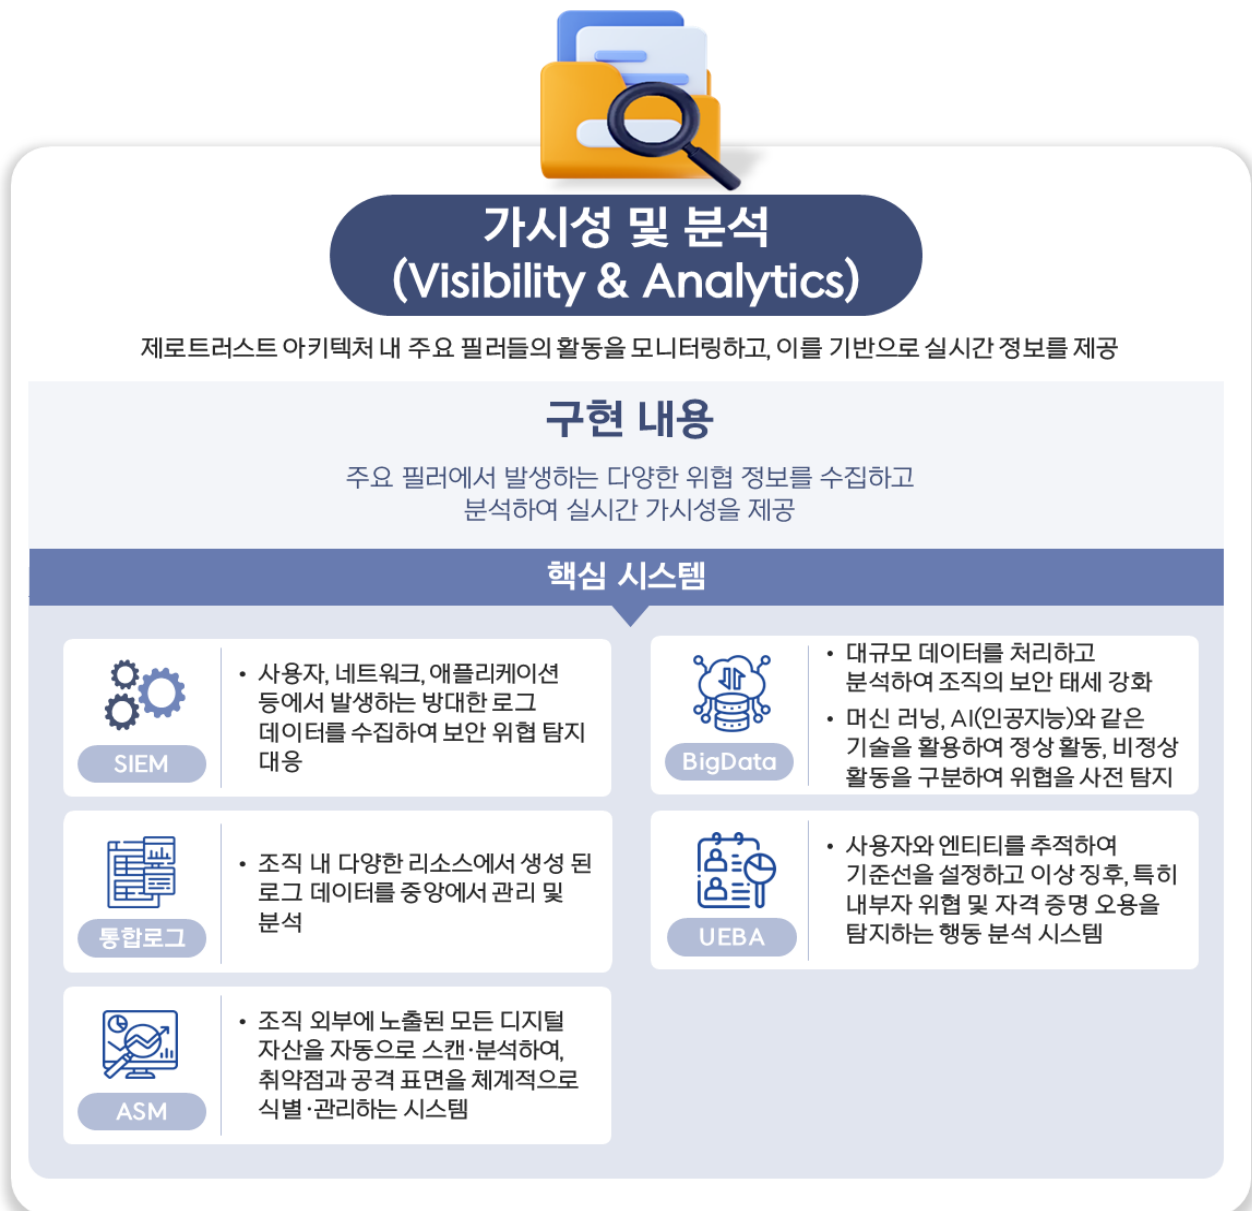 가시성 및 분석
(Visibility & Analytics)
제로트러스트 아키텍처 내 주요 필러들의 활동을 모니터링하고, 이를 기반으로 실시간 정보를 제공
구현 내용
주요 필러에서 발생하는 다양한 위협 정보를 수집하고
분석하여 실시간 가시성을 제공
핵심 시스템
SIEM
• 사용자, 네트워크, 애플리케이션
등에서 발생하는 방대한 로그
데이터를 수집하여 보안 위협 탐지
대응
BigData
• 대규모 데이터를 처리하고
분석하여 조직의 보안 태세 강화
• 머신 러닝, AI(인공지능)와 같은
기술을 활용하여 정상 활동, 비정상
활동을 구분하여 위협을 사전 탐지
통합로그
• 조직 내 다양한 리소스에서 생성 된
로그 데이터를 중앙에서 관리 및
분석
UEBA
• 사용자와 엔티티를 추적하여
기준선을 설정하고 이상 징후, 특히
내부자 위협 및 자격 증명 오용을
탐지하는 행동 분석 시스템
ASM
• 조직 외부에 노출된 모든 디지털
자산을 자동으로 스캔·분석하여,
취약점과 공격 표면을 체계적으로
식별·관리하는 시스템